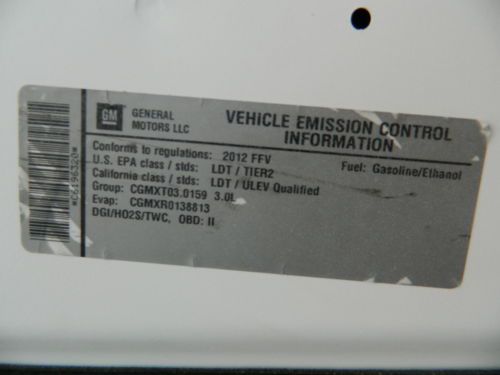 GM
GENERAL
MOTORS LLC
VEHICLE EMISSION CONTROL
INFORMATION
Conforms to regulations: 2012 FFV
Fuel: Gasoline/Ethanol
U.S. EPA class / stds: LDT / TIER2
California class / stds: LDT / ULEV Qualified
Group: CGMXT03.0159 3.0L
Evap: CGMXR0138813
DGI/HO2S/TWC, OBD: II
*C6196320*